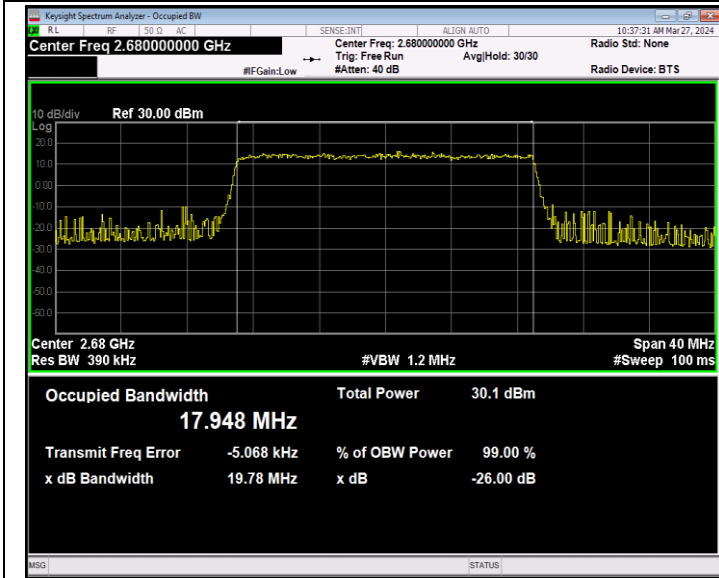 Keysight Spectrum Analyzer - Occupied BW
LXI RL RF 50 Ω AC SENSE:INT ALIGN AUTO 10:37:31 AM Mar 27, 2024
Center Freq 2.680000000 GHz Center Freq: 2.680000000 GHz Radio Std: None
Trig: Free Run Avg|Hold: 30/30
#IFGain:Low #Atten: 40 dB Radio Device: BTS
10 dB/div Ref 30.00 dBm
Log
20.0
10.0
0.00
-10.0
-20.0
-30.0
-40.0
-50.0
-60.0
Center 2.68 GHz Span 40 MHz
Res BW 390 kHz #VBW 1.2 MHz #Sweep 100 ms
Occupied Bandwidth Total Power 30.1 dBm
17.948 MHz
Transmit Freq Error -5.068 kHz % of OBW Power 99.00 %
x dB Bandwidth 19.78 MHz x dB -26.00 dB
MSG STATUS